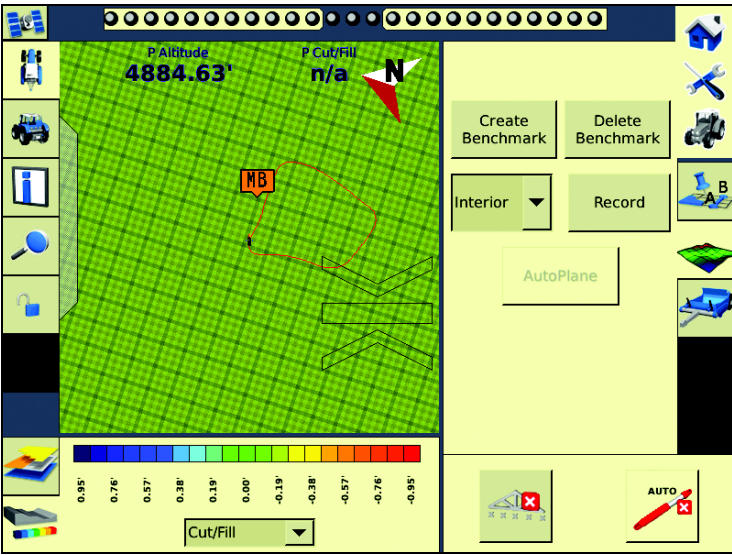 P Altitude
4884.63'
P Cut/Fill
n/a
N
MB
Create
Benchmark
Delete
Benchmark
Interior
Record
AutoPlane
A B
0.95'
0.76'
0.57'
0.38'
0.19'
0.00'
-0.19'
-0.38'
-0.57'
-0.76'
-0.95'
Cut/Fill
AUTO